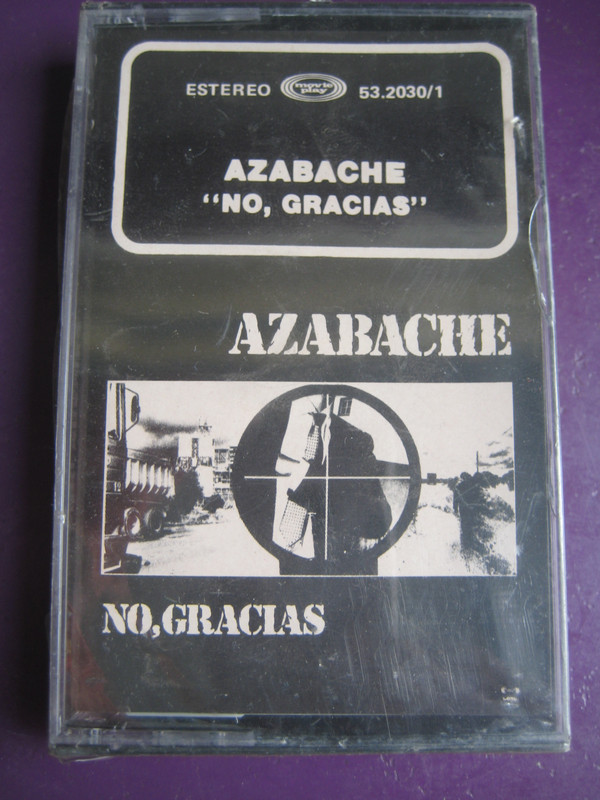 ESTEREO movie play 53.2030/1
AZABACHE
"NO, GRACIAS"
AZABACHE
NO,GRACIAS